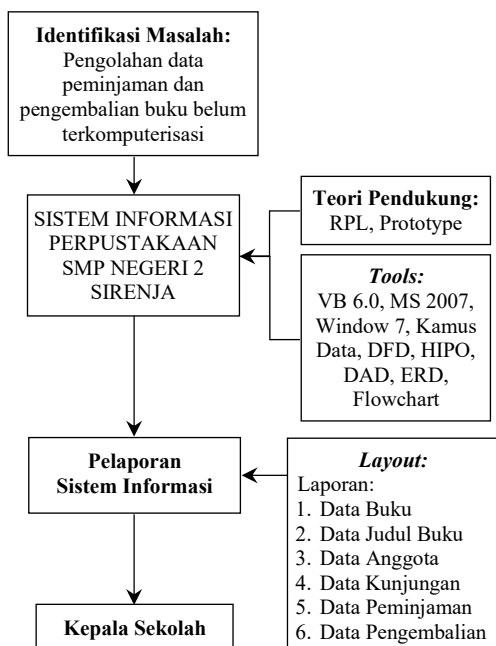 Identifikasi Masalah:
Pengolahan data
peminjaman dan
pengembalian buku belum
terkomputerisasi
SISTEM INFORMASI
PERPUSTAKAAN
SMP NEGERI 2
SIRENJA
Teori Pendukung:
RPL, Prototype
Tools:
VB 6.0, MS 2007,
Window 7, Kamus
Data, DFD, HIPO,
DAD, ERD,
Flowchart
Pelaporan
Sistem Informasi
Layout:
Laporan:
1. Data Buku
2. Data Judul Buku
3. Data Anggota
4. Data Kunjungan
5. Data Peminjaman
6. Data Pengembalian
Kepala Sekolah